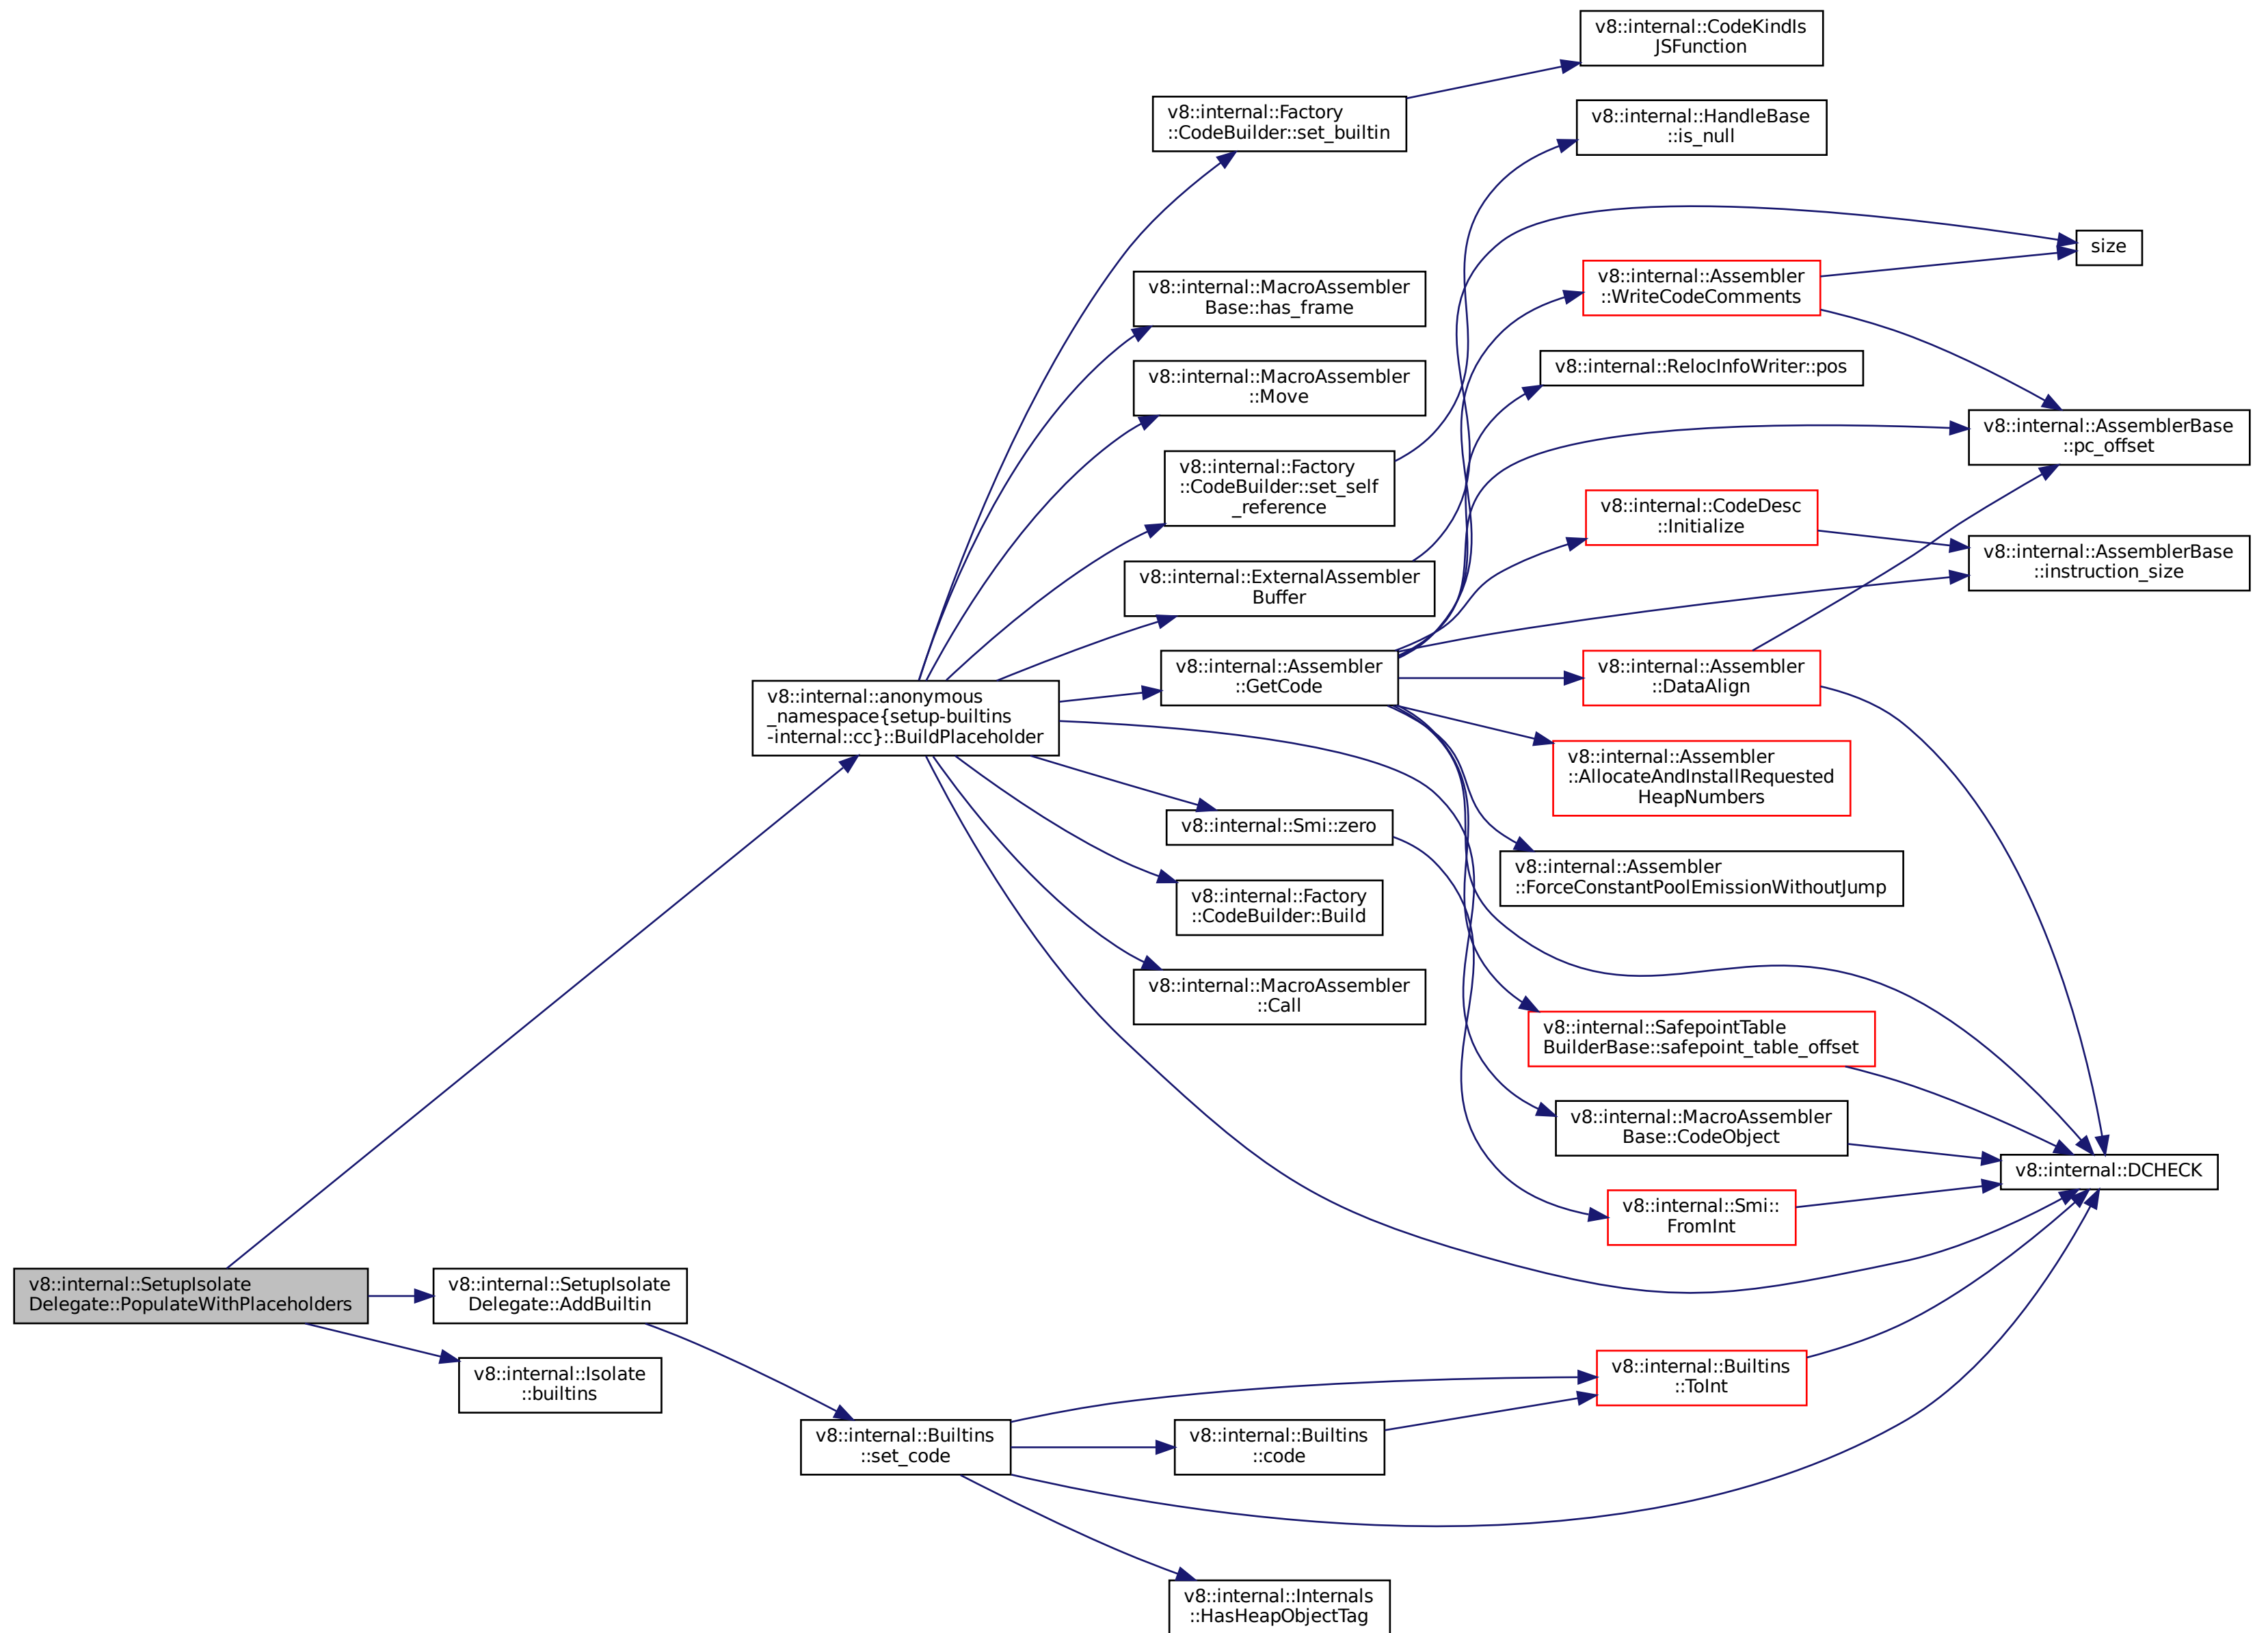 v8::internal::CodeKindIs
JSFunction
v8::internal::Factory
::CodeBuilder::set_builtin
v8::internal::HandleBase
::is_null
size
v8::internal::MacroAssembler
Base::has_frame
v8::internal::Assembler
::WriteCodeComments
v8::internal::MacroAssembler
::Move
v8::internal::RelocInfoWriter::pos
v8::internal::AssemblerBase
::pc_offset
v8::internal::Factory
::CodeBuilder::set_self
_reference
v8::internal::CodeDesc
::Initialize
v8::internal::AssemblerBase
::instruction_size
v8::internal::ExternalAssembler
Buffer
v8::internal::Assembler
::GetCode
v8::internal::Assembler
::DataAlign
v8::internal::anonymous
_namespace{setup-builtins
-internal::cc}::BuildPlaceholder
v8::internal::Assembler
::AllocateAndInstallRequested
HeapNumbers
v8::internal::Smi::zero
v8::internal::Assembler
::ForceConstantPoolEmissionWithoutJump
v8::internal::Factory
::CodeBuilder::Build
v8::internal::MacroAssembler
::Call
v8::internal::SafepointTable
BuilderBase::safepoint_table_offset
v8::internal::MacroAssembler
Base::CodeObject
v8::internal::DCHECK
v8::internal::Smi::
FromInt
v8::internal::SetupIsolate
Delegate::PopulateWithPlaceholders
v8::internal::SetupIsolate
Delegate::AddBuiltin
v8::internal::Isolate
::builtins
v8::internal::Builtins
::ToInt
v8::internal::Builtins
::set_code
v8::internal::Builtins
::code
v8::internal::Internals
::HasHeapObjectTag